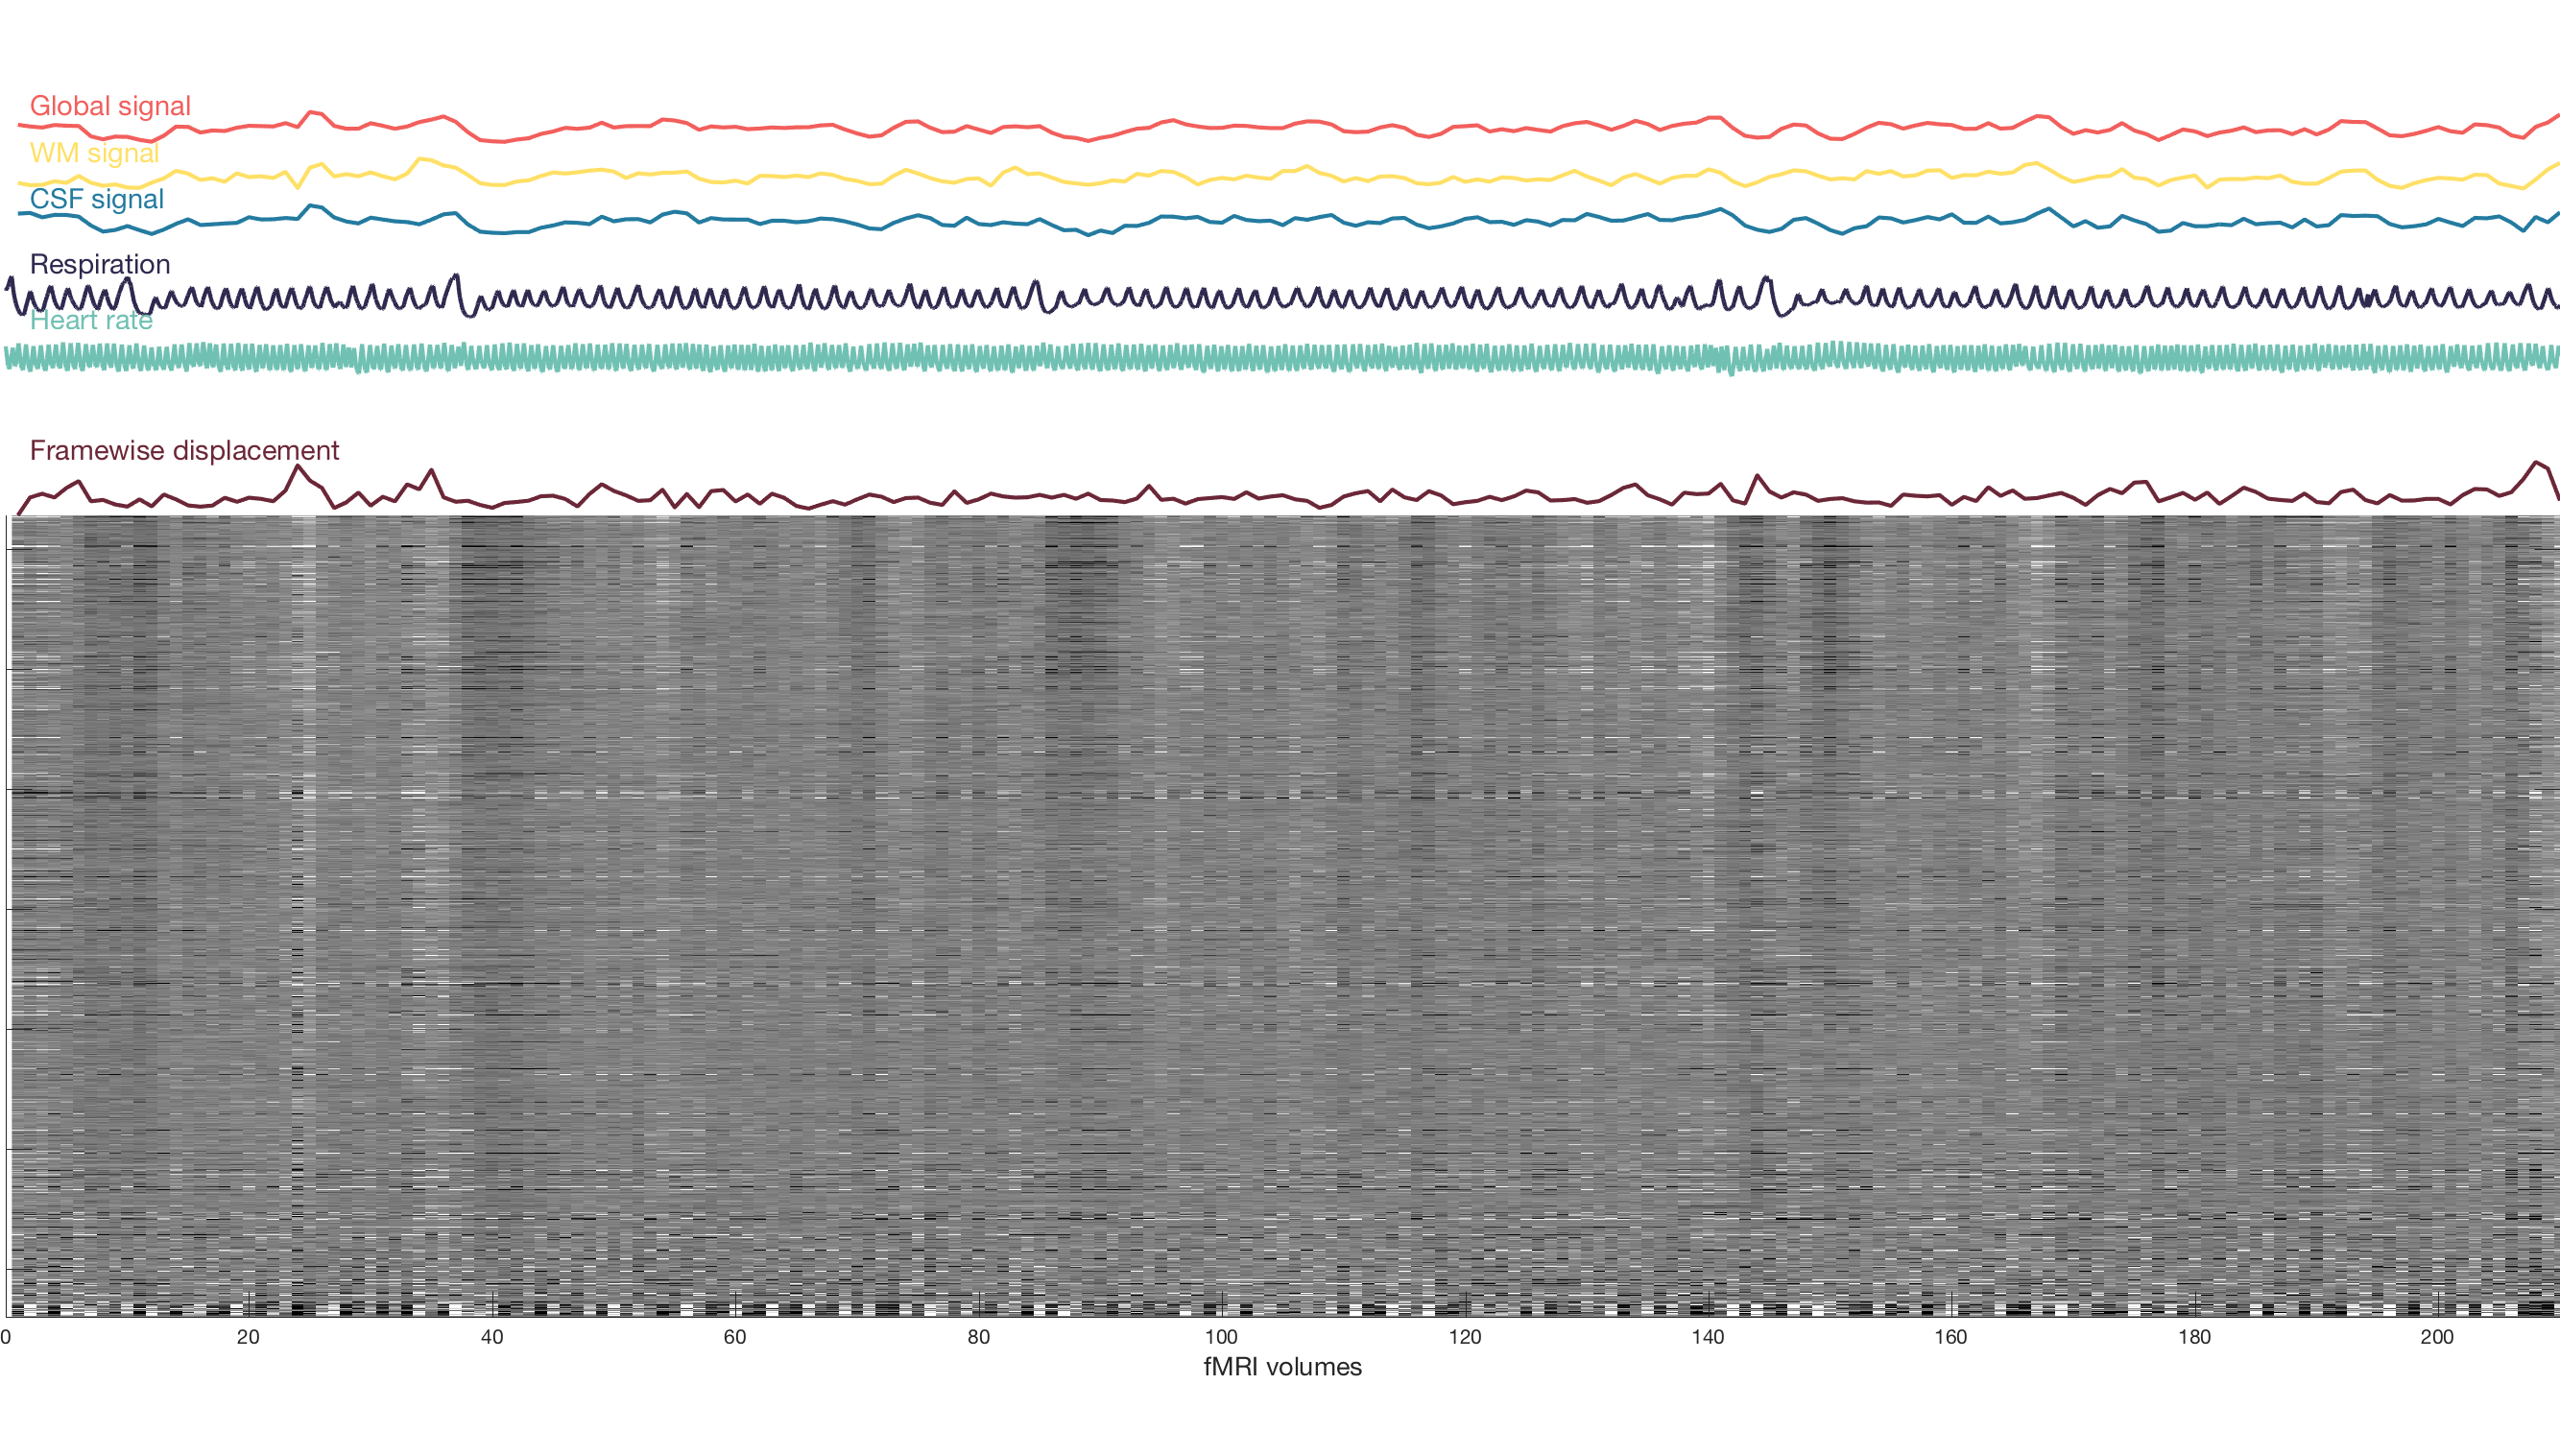 Global signal
WM signal
CSF signal
Respiration
Heart rate
Framewise displacement
0 20 40 60 80 100 120 140 160 180 200
fMRI volumes